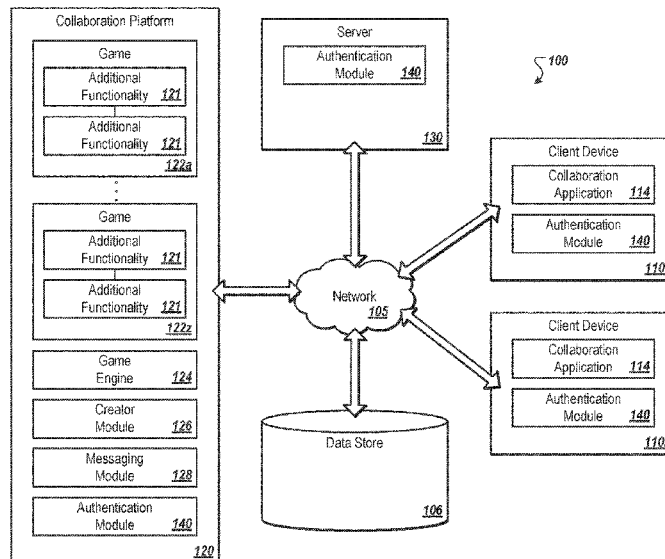 Collaboration Platform
Game
Additional
Functionality 121
Additional
Functionality 121
122a
Game
Additional
Functionality 121
Additional
Functionality 121
122z
Game
Engine 124
Creator
Module 126
Messaging
Module 128
Authentication
Module 140
120
Server
Authentication
Module 140
130
100
Network
105
Data Store
106
Client Device
Collaboration
Application 114
Authentication
Module 140
110
Client Device
Collaboration
Application 114
Authentication
Module 140
110